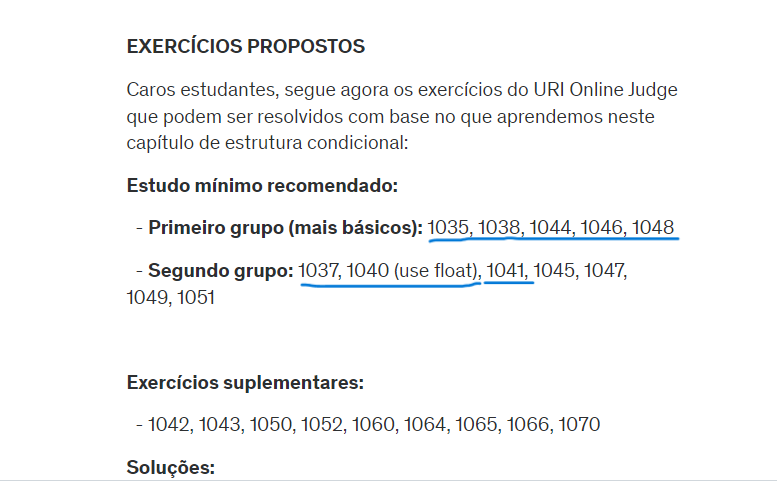 EXERCÍCIOS PROPOSTOS
Caros estudantes, segue agora os exercícios do URI Online Judge
que podem ser resolvidos com base no que aprendemos neste
capítulo de estrutura condicional:
Estudo mínimo recomendado:
- Primeiro grupo (mais básicos): 1035, 1038, 1044, 1046, 1048
- Segundo grupo: 1037, 1040 (use float), 1041, 1045, 1047,
1049, 1051
Exercícios suplementares:
- 1042, 1043, 1050, 1052, 1060, 1064, 1065, 1066, 1070
Soluções: